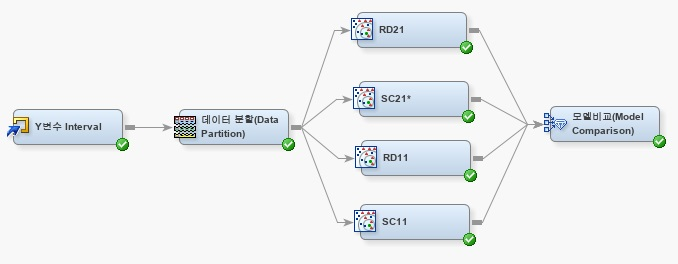 Y변수 Interval
데이터 분할(Data
Partition)
RD21
SC21*
RD11
SC11
모델비교(Model
Comparison)